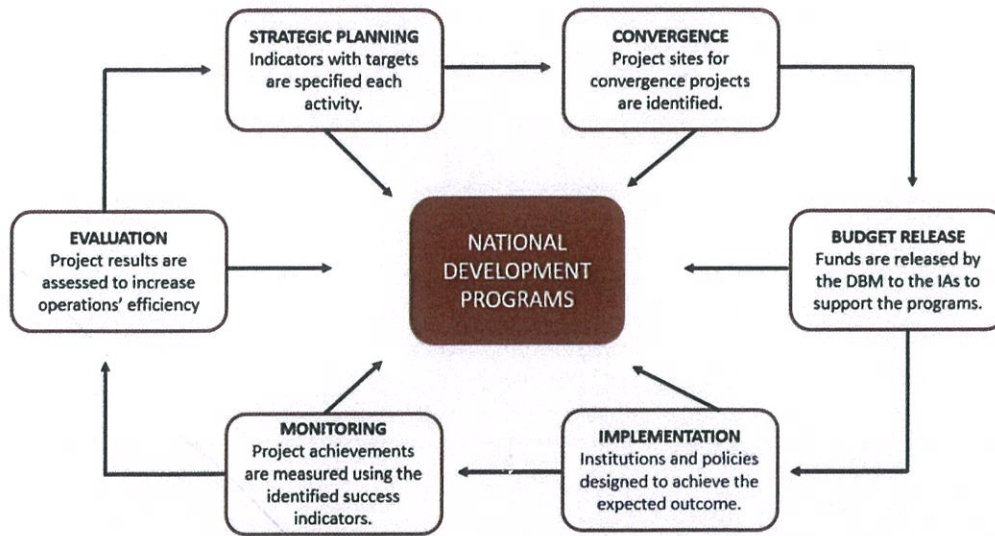 STRATEGIC PLANNING
Indicators with targets
are specified each
activity.
CONVERGENCE
Project sites for
convergence projects
are identified.
EVALUATION
Project results are
assessed to increase
operations' efficiency
NATIONAL
DEVELOPMENT
PROGRAMS
BUDGET RELEASE
Funds are released by
the DBM to the IAs to
support the programs.
MONITORING
Project achievements
are measured using the
identified success
indicators.
IMPLEMENTATION
Institutions and policies
designed to achieve the
expected outcome.